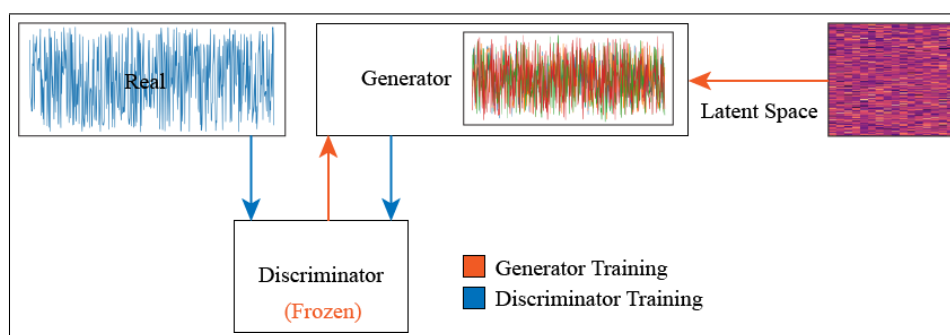 Real
Generator
Latent Space
Discriminator
(Frozen)
Generator Training
Discriminator Training